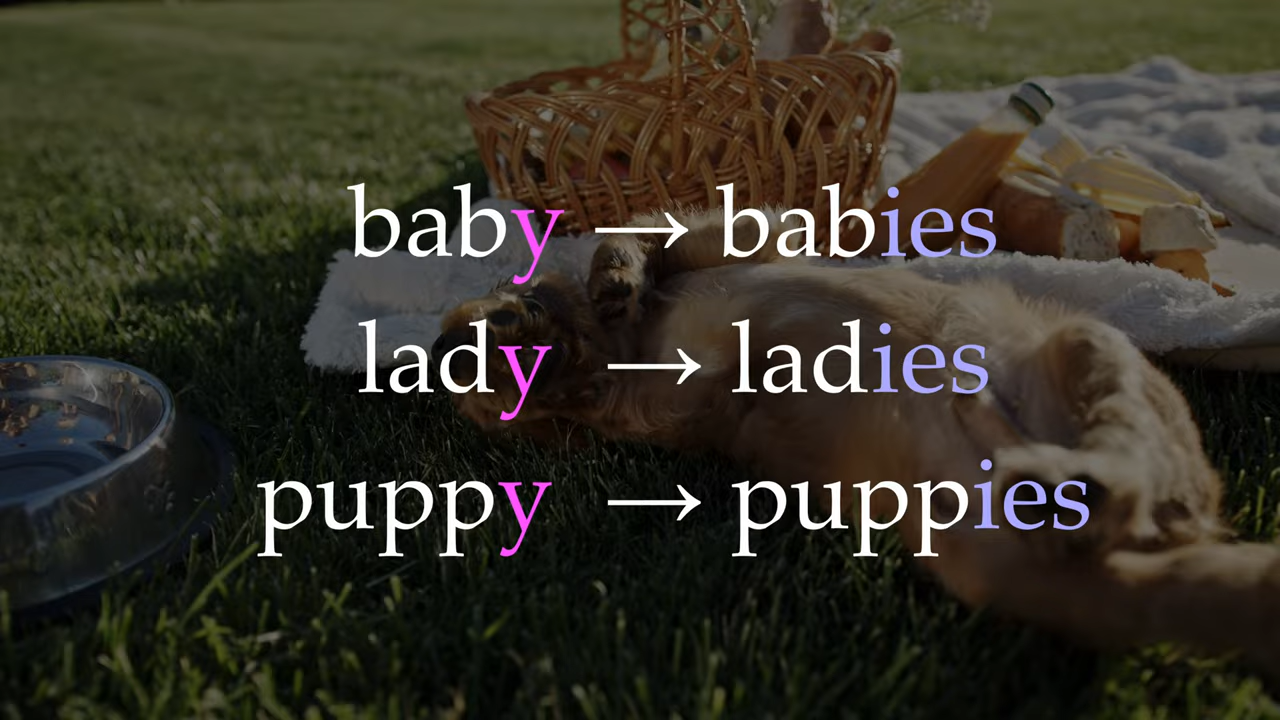 baby → babies
lady → ladies
puppy → puppies